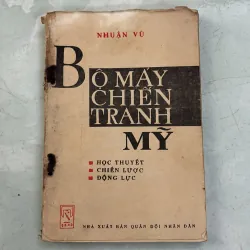 NHUẬN VŨ
BỘ MÁY
CHIẾN
TRANH
MỸ
HỌC THUYẾT
CHIẾN LƯỢC
ĐỘNG LỰC
NHÀ XUẤT BẢN QUÂN ĐỘI NHÂN DÂN